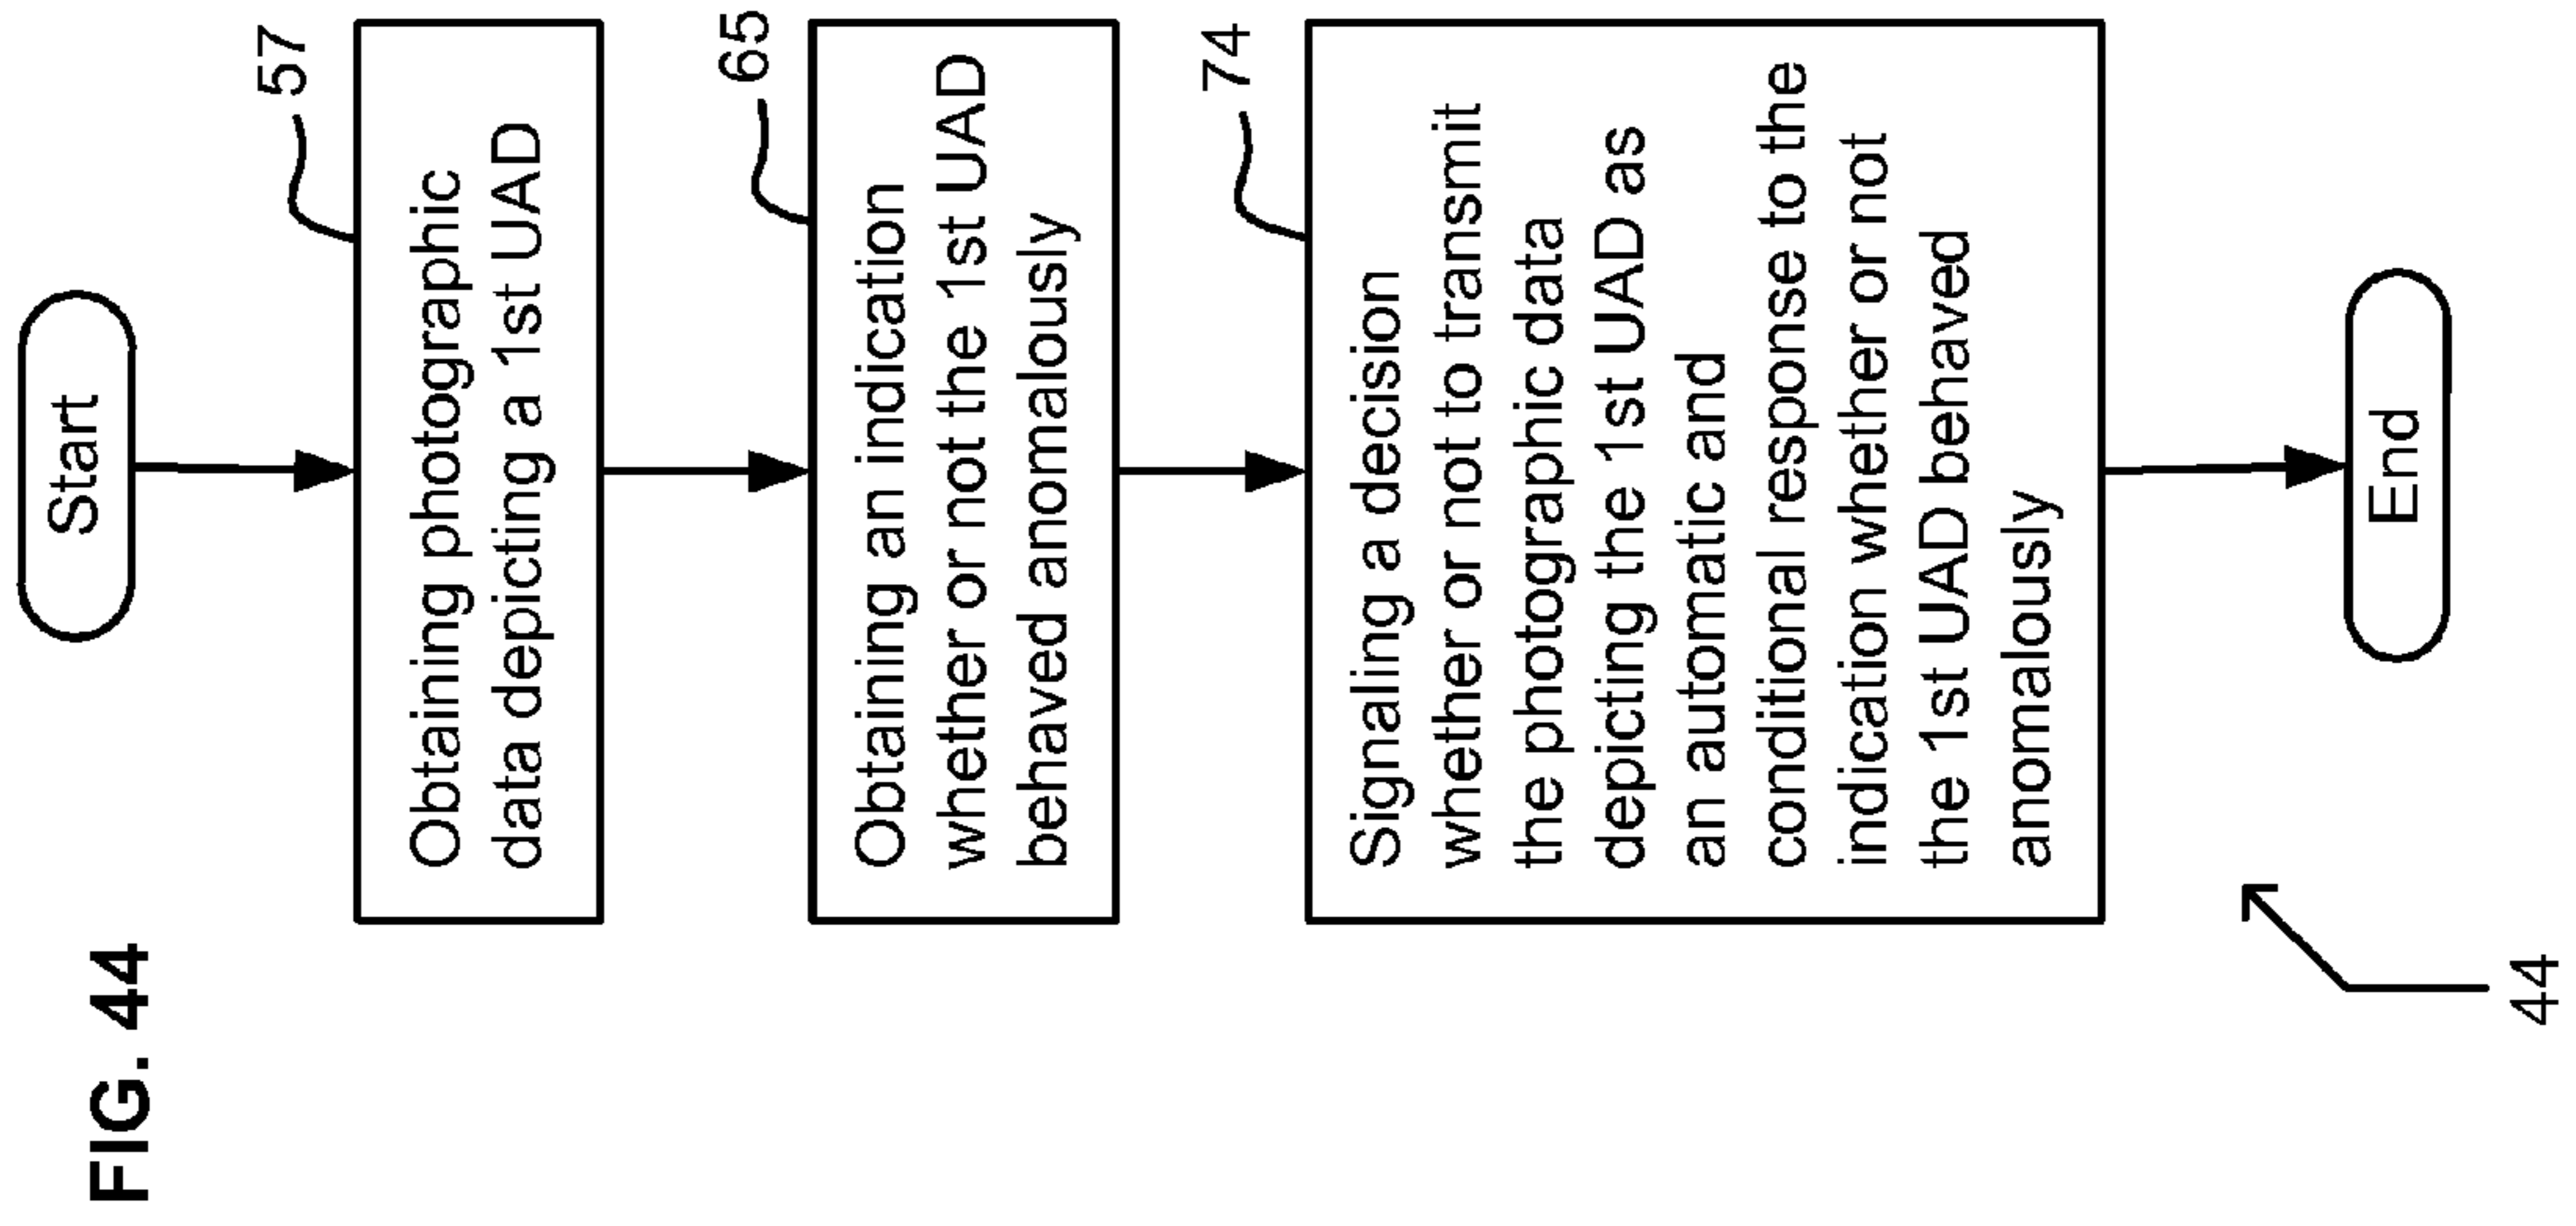 FIG. 44
Start
57
Obtaining photographic
data depicting a 1st UAD
65
Obtaining an indication
whether or not the 1st UAD
behaved anomalously
74
Signaling a decision
whether or not to transmit
the photographic data
depicting the 1st UAD as
an automatic and
conditional response to the
indication whether or not
the 1st UAD behaved
anomalously
End
44